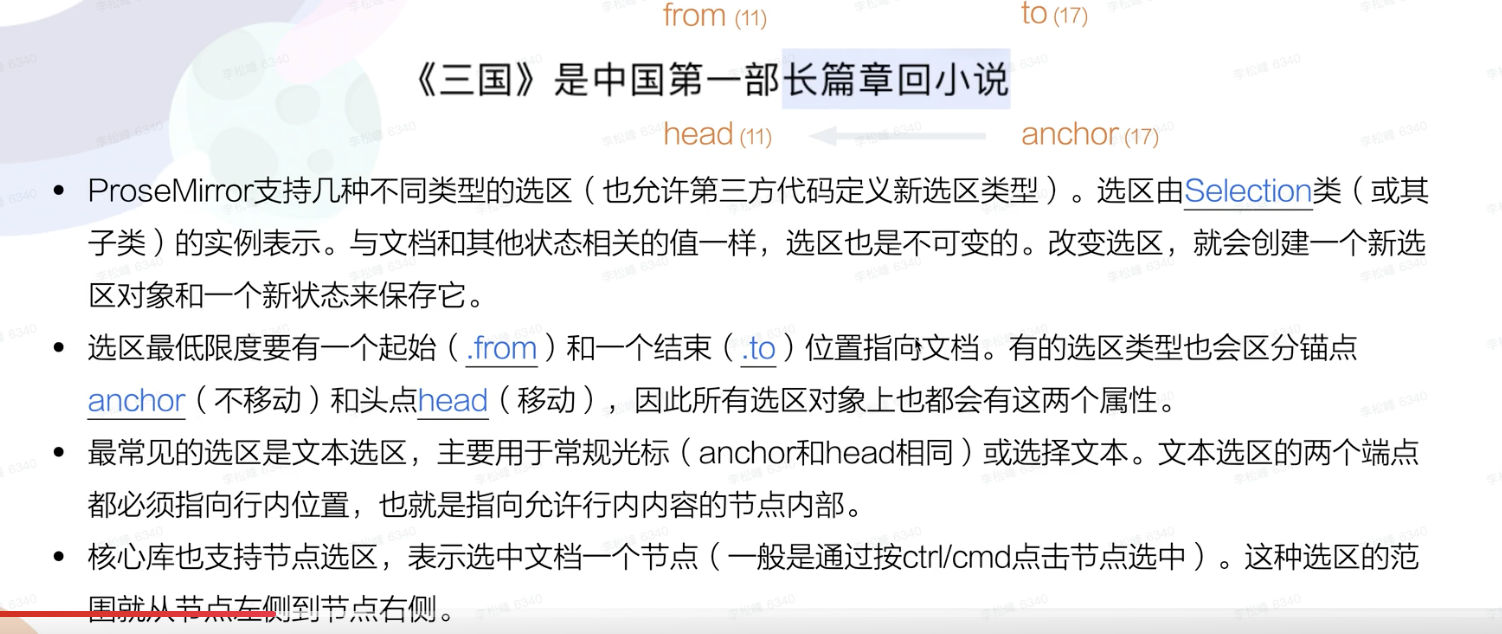 from (11) to (17)
《三国》是中国第一部长篇章回小说
head (11) anchor (17)
• ProseMirror支持几种不同类型的选区（也允许第三方代码定义新选区类型）。选区由Selection类（或其
子类）的实例表示。与文档和其他状态相关的值一样，选区也是不可变的。改变选区，就会创建一个新选
区对象和一个新状态来保存它。
• 选区最低限度要有一个起始（.from）和一个结束（.to）位置指向文档。有的选区类型也会区分锚点
anchor（不移动）和头点head（移动），因此所有选区对象上也都会有这两个属性。
• 最常见的选区是文本选区，主要用于常规光标（anchor和head相同）或选择文本。文本选区的两个端点
都必须指向行内位置，也就是指向允许行内内容的节点内部。
• 核心库也支持节点选区，表示选中文档一个节点（一般是通过按ctrl/cmd点击节点选中）。这种选区的范
围就从节点左侧到节点右侧。
李松峰 6340